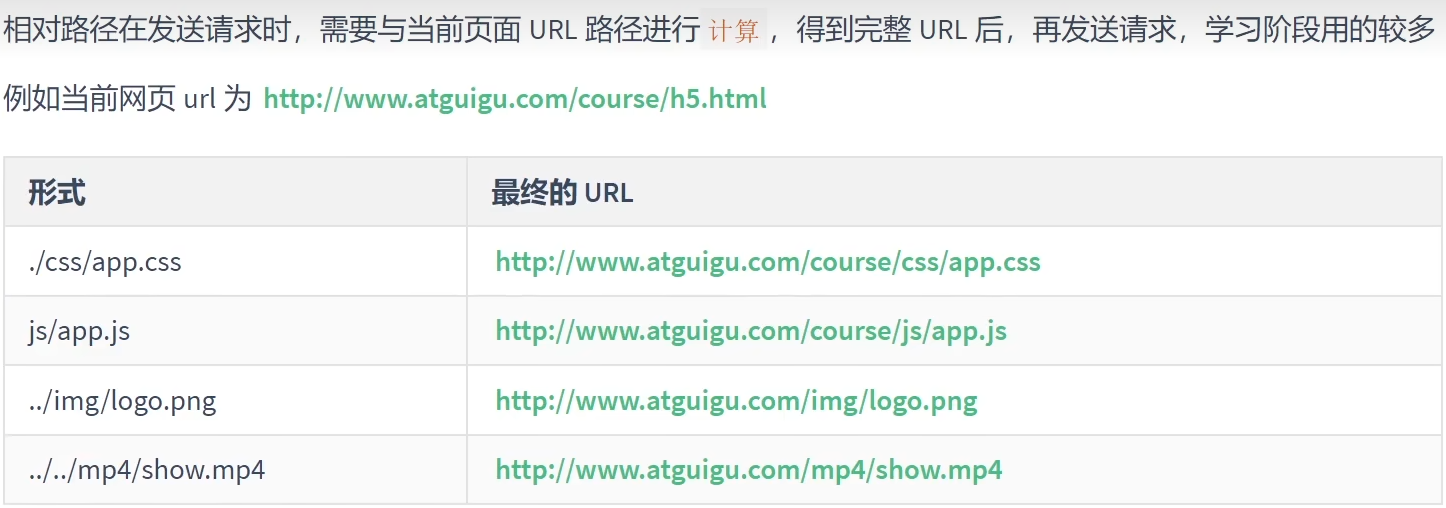 相对路径在发送请求时，需要与当前页面 URL 路径进行 计算 ，得到完整 URL 后，再发送请求，学习阶段用的较多
例如当前网页 url 为 http://www.atguigu.com/course/h5.html
形式 最终的 URL
./css/app.css http://www.atguigu.com/course/css/app.css
js/app.js http://www.atguigu.com/course/js/app.js
../img/logo.png http://www.atguigu.com/img/logo.png
../../mp4/show.mp4 http://www.atguigu.com/mp4/show.mp4